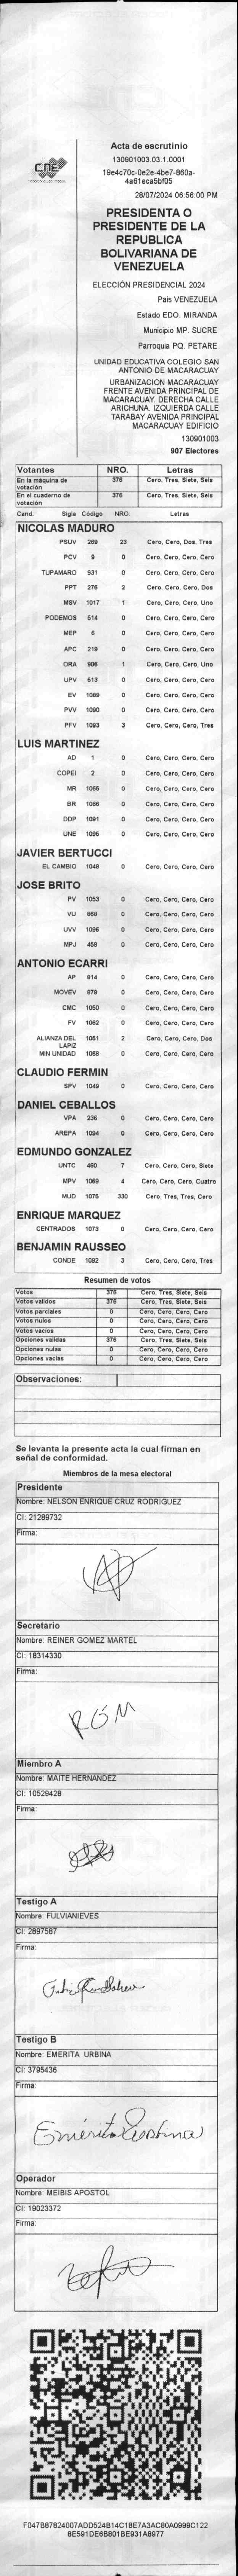 CNE
Acta de escrutinio
130901003.03.1.0001
19e4c70c-0e2e-4be7-860a-
4a61eca5bf05
28/07/2024 06:56:00 PM
PRESIDENTA O
PRESIDENTE DE LA
REPUBLICA
BOLIVARIANA DE
VENEZUELA
ELECCIÓN PRESIDENCIAL 2024
País VENEZUELA
Estado EDO. MIRANDA
Municipio MP. SUCRE
Parroquia PQ. PETARE
UNIDAD EDUCATIVA COLEGIO SAN
ANTONIO DE MACARACUAY
URBANIZACION MACARACUAY
FRENTE AVENIDA PRINCIPAL DE
MACARACUAY. DERECHA CALLE
ARICHUNA. IZQUIERDA CALLE
TARABAY AVENIDA PRINCIPAL
MACARACUAY EDIFICIO
130901003
907 Electores
Votantes NRO. Letras
En la máquina de votación 376 Cero, Tres, Siete, Seis
En el cuaderno de votación 376 Cero, Tres, Siete, Seis
Cand. Sigla Código NRO. Letras
NICOLAS MADURO
PSUV 269 23 Cero, Cero, Dos, Tres
PCV 9 0 Cero, Cero, Cero, Cero
TUPAMARO 931 0 Cero, Cero, Cero, Cero
PPT 276 2 Cero, Cero, Cero, Dos
MSV 1017 1 Cero, Cero, Cero, Uno
PODEMOS 514 0 Cero, Cero, Cero, Cero
MEP 6 0 Cero, Cero, Cero, Cero
APC 219 0 Cero, Cero, Cero, Cero
ORA 906 1 Cero, Cero, Cero, Uno
UPV 513 0 Cero, Cero, Cero, Cero
EV 1089 0 Cero, Cero, Cero, Cero
PVV 1090 0 Cero, Cero, Cero, Cero
PFV 1093 3 Cero, Cero, Cero, Tres
LUIS MARTINEZ
AD 1 0 Cero, Cero, Cero, Cero
COPEI 2 0 Cero, Cero, Cero, Cero
MR 1065 0 Cero, Cero, Cero, Cero
BR 1066 0 Cero, Cero, Cero, Cero
DDP 1091 0 Cero, Cero, Cero, Cero
UNE 1095 0 Cero, Cero, Cero, Cero
JAVIER BERTUCCI
EL CAMBIO 1048 0 Cero, Cero, Cero, Cero
JOSE BRITO
PV 1053 0 Cero, Cero, Cero, Cero
VU 868 0 Cero, Cero, Cero, Cero
UVV 1096 0 Cero, Cero, Cero, Cero
MPJ 458 0 Cero, Cero, Cero, Cero
ANTONIO ECARRI
AP 914 0 Cero, Cero, Cero, Cero
MOVEV 879 0 Cero, Cero, Cero, Cero
CMC 1050 0 Cero, Cero, Cero, Cero
FV 1062 0 Cero, Cero, Cero, Cero
ALIANZA DEL LAPIZ 1051 2 Cero, Cero, Cero, Dos
MIN UNIDAD 1088 0 Cero, Cero, Cero, Cero
CLAUDIO FERMIN
SPV 1049 0 Cero, Cero, Cero, Cero
DANIEL CEBALLOS
VPA 236 0 Cero, Cero, Cero, Cero
AREPA 1094 0 Cero, Cero, Cero, Cero
EDMUNDO GONZALEZ
UNTC 460 7 Cero, Cero, Cero, Siete
MPV 1069 4 Cero, Cero, Cero, Cuatro
MUD 1075 330 Cero, Tres, Tres, Cero
ENRIQUE MARQUEZ
CENTRADOS 1073 0 Cero, Cero, Cero, Cero
BENJAMIN RAUSSEO
CONDE 1082 3 Cero, Cero, Cero, Tres
Resumen de votos
Votos 376 Cero, Tres, Siete, Seis
Votos validos 376 Cero, Tres, Siete, Seis
Votos parciales 0 Cero, Cero, Cero, Cero
Votos nulos 0 Cero, Cero, Cero, Cero
Votos vacios 0 Cero, Cero, Cero, Cero
Opciones validas 376 Cero, Tres, Siete, Seis
Opciones nulas 0 Cero, Cero, Cero, Cero
Opciones vacias 0 Cero, Cero, Cero, Cero
Observaciones:
Se levanta la presente acta la cual firman en
señal de conformidad.
Miembros de la mesa electoral
Presidente
Nombre: NELSON ENRIQUE CRUZ RODRIGUEZ
CI: 21289732
Firma:
Secretario
Nombre: REINER GOMEZ MARTEL
CI: 18314330
Firma:
RGM
Miembro A
Nombre: MAITE HERNANDEZ
CI: 10529428
Firma:
Testigo A
Nombre: FULVIANIEVES
CI: 2897587
Firma:
Testigo B
Nombre: EMERITA URBINA
CI: 3795436
Firma:
Emérita Urbina
Operador
Nombre: MEIBIS APOSTOL
CI: 19023372
Firma:
F047B87824007ADD524B14C18E7A3AC80A0999C122
8E591DE6B801BE931A8977